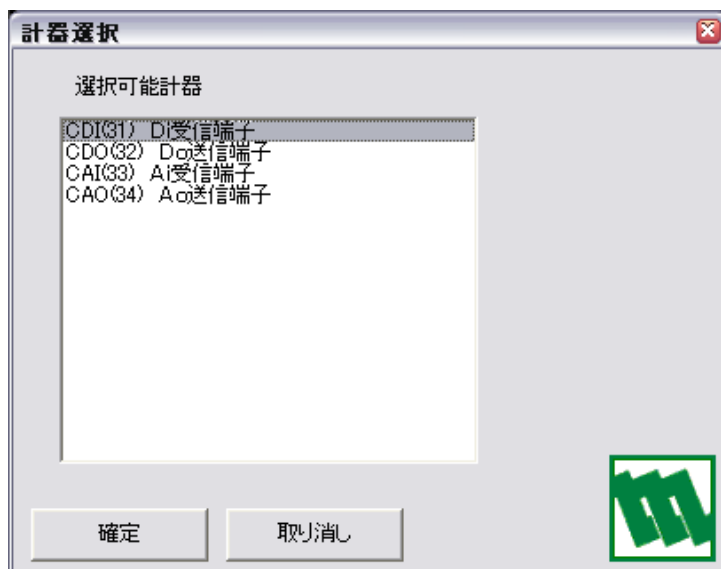 計器選択
選択可能計器
CDI(31) Di受信端子
CDO(32) Do送信端子
CAI(33) Ai受信端子
CAO(34) Ao送信端子
確定
取り消し